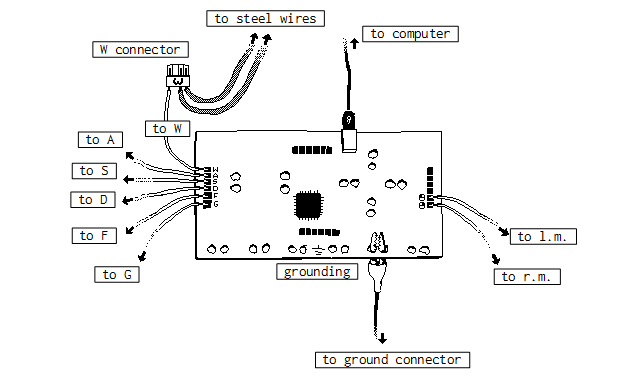 to steel wires
to computer
W connector
to W
to A
to S
to D
to F
to G
W
W
A
S
D
F
G
to l.m.
to r.m.
grounding
to ground connector